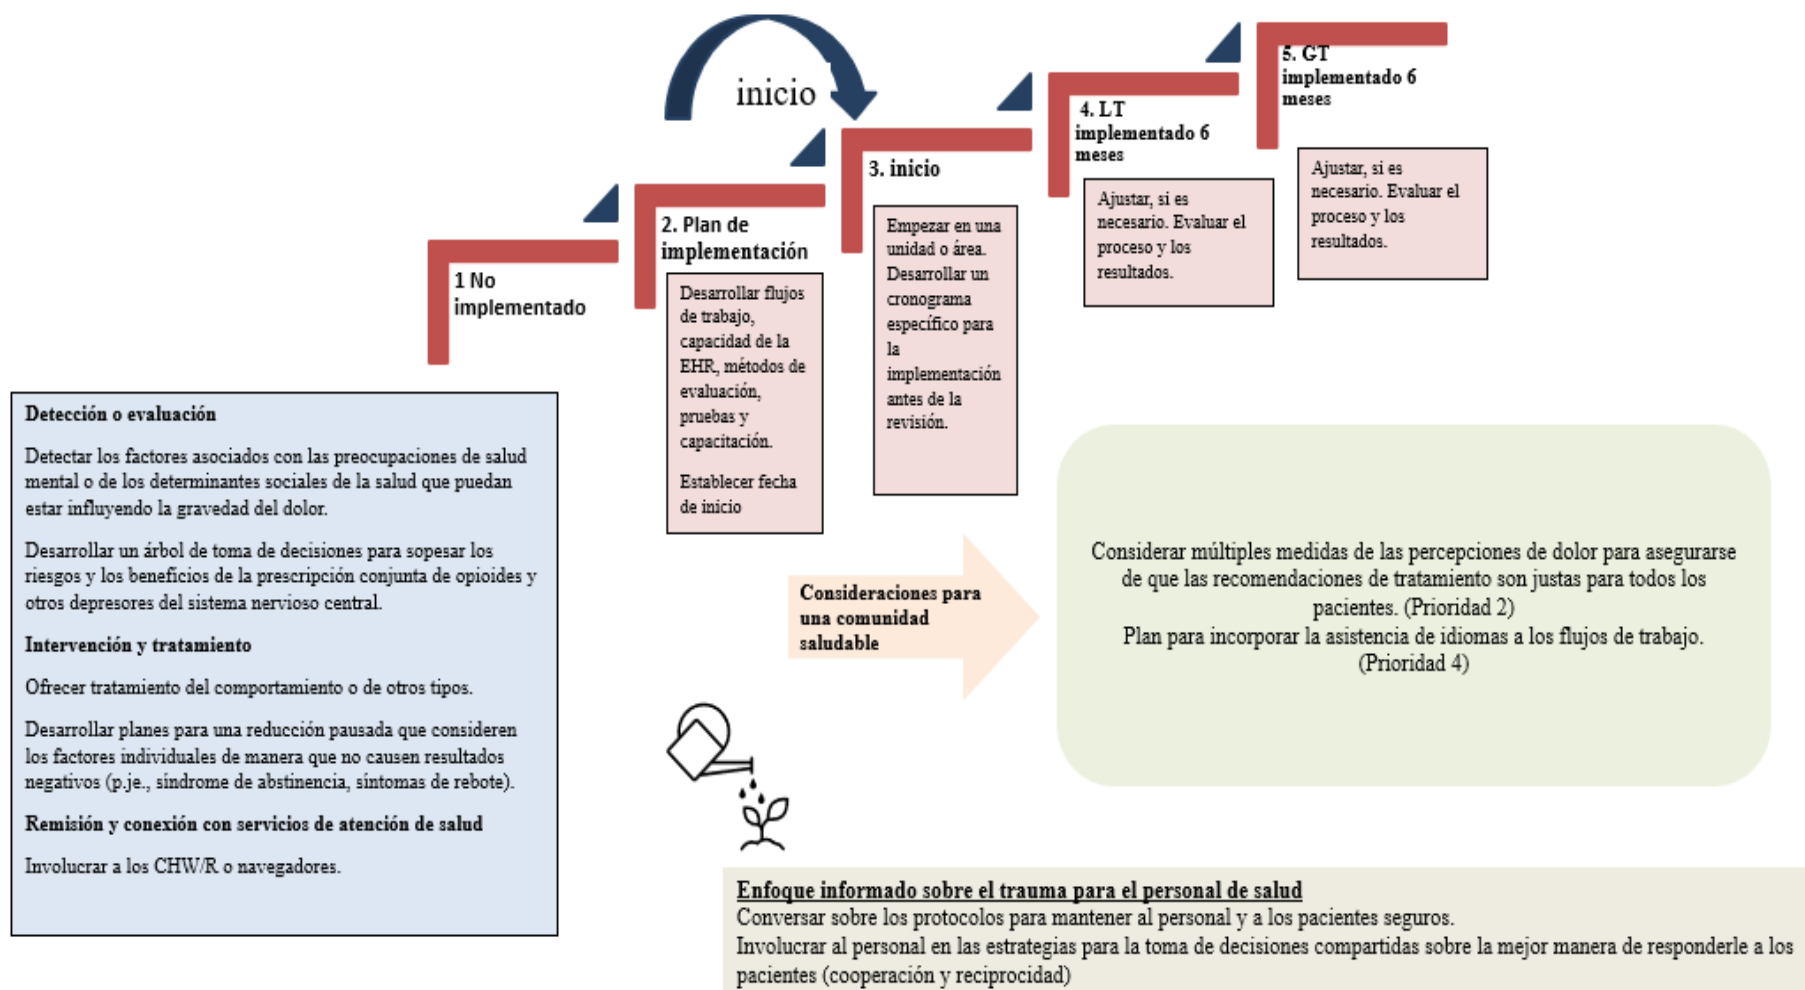 inicio
1 No
implementado
2. Plan de
implementación
Desarrollar flujos
de trabajo,
capacidad de la
EHR, métodos de
evaluación,
pruebas y
capacitación.
Establecer fecha
de inicio
3. inicio
Empezar en una
unidad o área.
Desarrollar un
cronograma
específico para
la
implementación
antes de la
revisión.
4. LT
implementado 6
meses
Ajustar, si es
necesario. Evaluar el
proceso y los
resultados.
5. GT
implementado 6
meses
Ajustar, si es
necesario. Evaluar el
proceso y los
resultados.
Detección o evaluación
Detectar los factores asociados con las preocupaciones de salud
mental o de los determinantes sociales de la salud que puedan
estar influyendo la gravedad del dolor.
Desarrollar un árbol de toma de decisiones para sopesar los
riesgos y los beneficios de la prescripción conjunta de opioides y
otros depresores del sistema nervioso central.
Intervención y tratamiento
Ofrecer tratamiento del comportamiento o de otros tipos.
Desarrollar planes para una reducción pausada que consideren
los factores individuales de manera que no causen resultados
negativos (p.je., síndrome de abstinencia, síntomas de rebote).
Remisión y conexión con servicios de atención de salud
Involucrar a los CHW/R o navegadores.
Consideraciones para
una comunidad
saludable
Considerar múltiples medidas de las percepciones de dolor para asegurarse
de que las recomendaciones de tratamiento son justas para todos los
pacientes. (Prioridad 2)
Plan para incorporar la asistencia de idiomas a los flujos de trabajo.
(Prioridad 4)
Enfoque informado sobre el trauma para el personal de salud
Conversar sobre los protocolos para mantener al personal y a los pacientes seguros.
Involucrar al personal en las estrategias para la toma de decisiones compartidas sobre la mejor manera de responderle a los
pacientes (cooperación y reciprocidad)